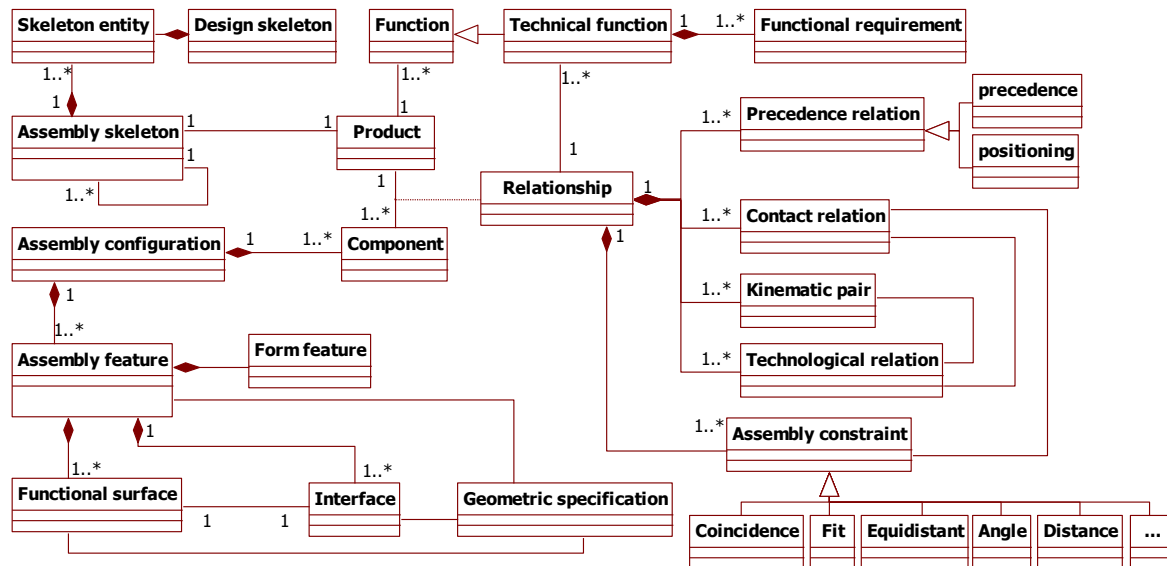 Skeleton entity
Design skeleton
Function
Technical function
1
1..*
Functional requirement
1..*
1
1..*
1..*
precedence
Assembly skeleton
1
1
Product
1
1..*
Precedence relation
positioning
1
1..*
1
1
Relationship
1
1..*
Contact relation
1..*
Assembly configuration
1
1..*
Component
1
1
1..*
Kinematic pair
1..*
Assembly feature
Form feature
1..*
Technological relation
1
1..*
Assembly constraint
1..*
1..*
Functional surface
1
1
Interface
Geometric specification
Coincidence
Fit
Equidistant
Angle
Distance
...